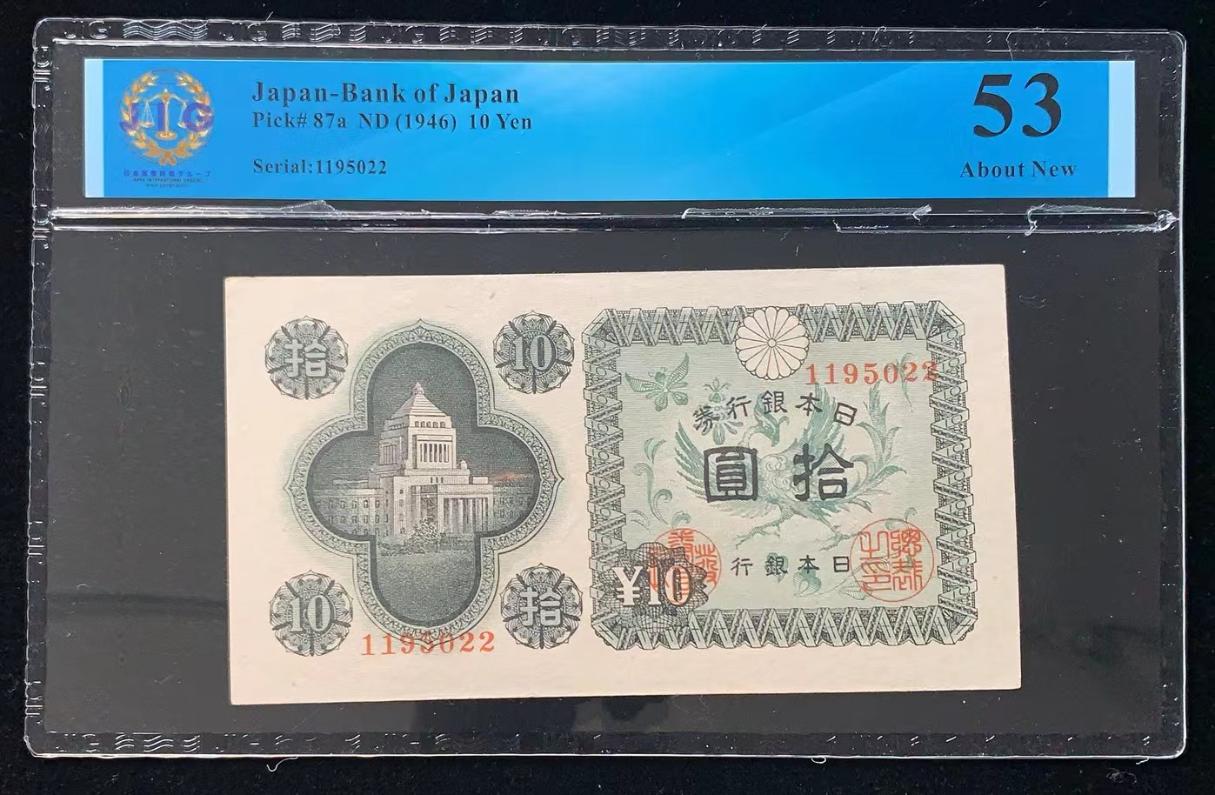 JIG
Japan-Bank of Japan
Pick# 87a ND (1946) 10 Yen
Serial:1195022
53
About New
拾
10
1195022
券行銀本日
圓拾
行銀本日
¥10
10
拾
1195022